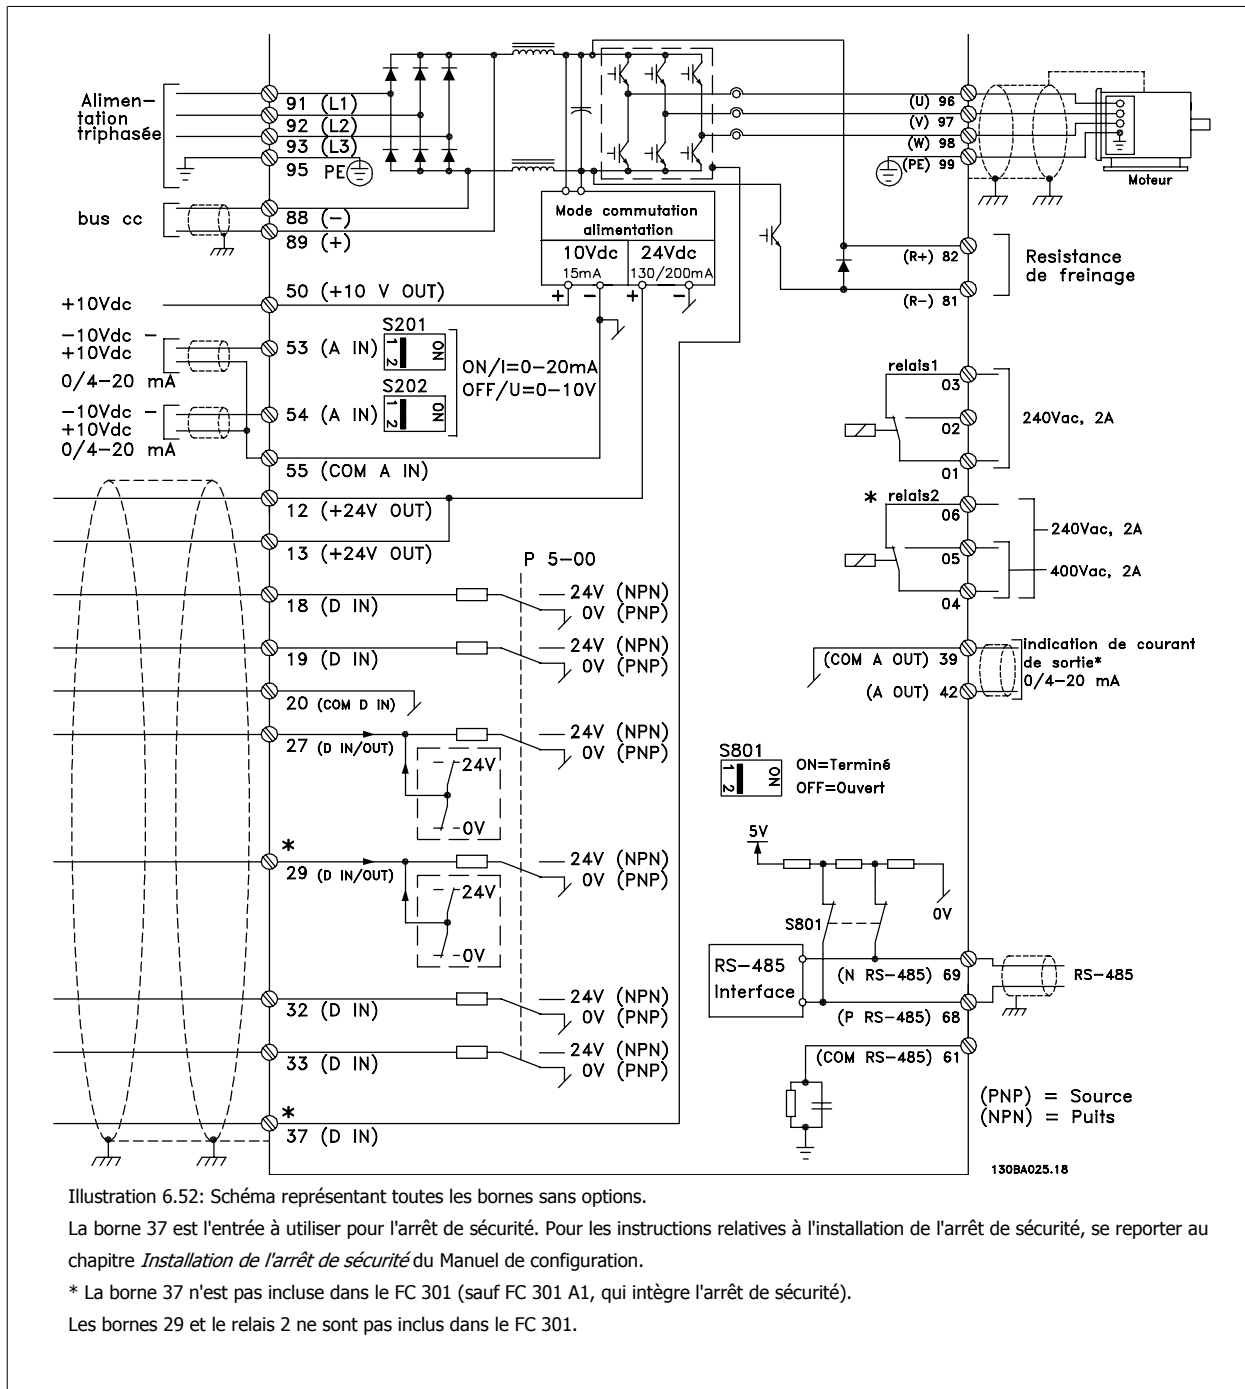 Alimen-
tation
triphasée
91 (L1)
92 (L2)
93 (L3)
95 PE
bus cc
88 (−)
89 (+)
+10Vdc
50 (+10 V OUT)
−10Vdc −
+10Vdc
0/4−20 mA
53 (A IN)
S201
1 2
ON
ON/I=0−20mA
OFF/U=0−10V
−10Vdc −
+10Vdc
0/4−20 mA
54 (A IN)
S202
1 2
ON
55 (COM A IN)
12 (+24V OUT)
13 (+24V OUT)
P 5−00
18 (D IN)
24V (NPN)
0V (PNP)
19 (D IN)
24V (NPN)
0V (PNP)
20 (COM D IN)
27 (D IN/OUT)
24V (NPN)
0V (PNP)
24V
0V
*
29 (D IN/OUT)
24V (NPN)
0V (PNP)
24V
0V
32 (D IN)
24V (NPN)
0V (PNP)
33 (D IN)
24V (NPN)
0V (PNP)
*
37 (D IN)
Mode commutation
alimentation
10Vdc
15mA
24Vdc
130/200mA
+ − + −
(U) 96
(V) 97
(W) 98
(PE) 99
Moteur
(R+) 82
(R−) 81
Resistance
de freinage
relais1
03
02
01
240Vac, 2A
* relais2
06
05
04
240Vac, 2A
400Vac, 2A
(COM A OUT) 39
(A OUT) 42
Indication de courant
de sortie*
0/4−20 mA
S801
1 2
ON
ON=Terminé
OFF=Ouvert
5V
S801
0V
RS−485
Interface
(N RS−485) 69
(P RS−485) 68
RS−485
(COM RS−485) 61
(PNP) = Source
(NPN) = Puits
130BA025.18
Illustration 6.52: Schéma représentant toutes les bornes sans options.
La borne 37 est l'entrée à utiliser pour l'arrêt de sécurité. Pour les instructions relatives à l'installation de l'arrêt de sécurité, se reporter au
chapitre Installation de l'arrêt de sécurité du Manuel de configuration.
* La borne 37 n'est pas incluse dans le FC 301 (sauf FC 301 A1, qui intègre l'arrêt de sécurité).
Les bornes 29 et le relais 2 ne sont pas inclus dans le FC 301.